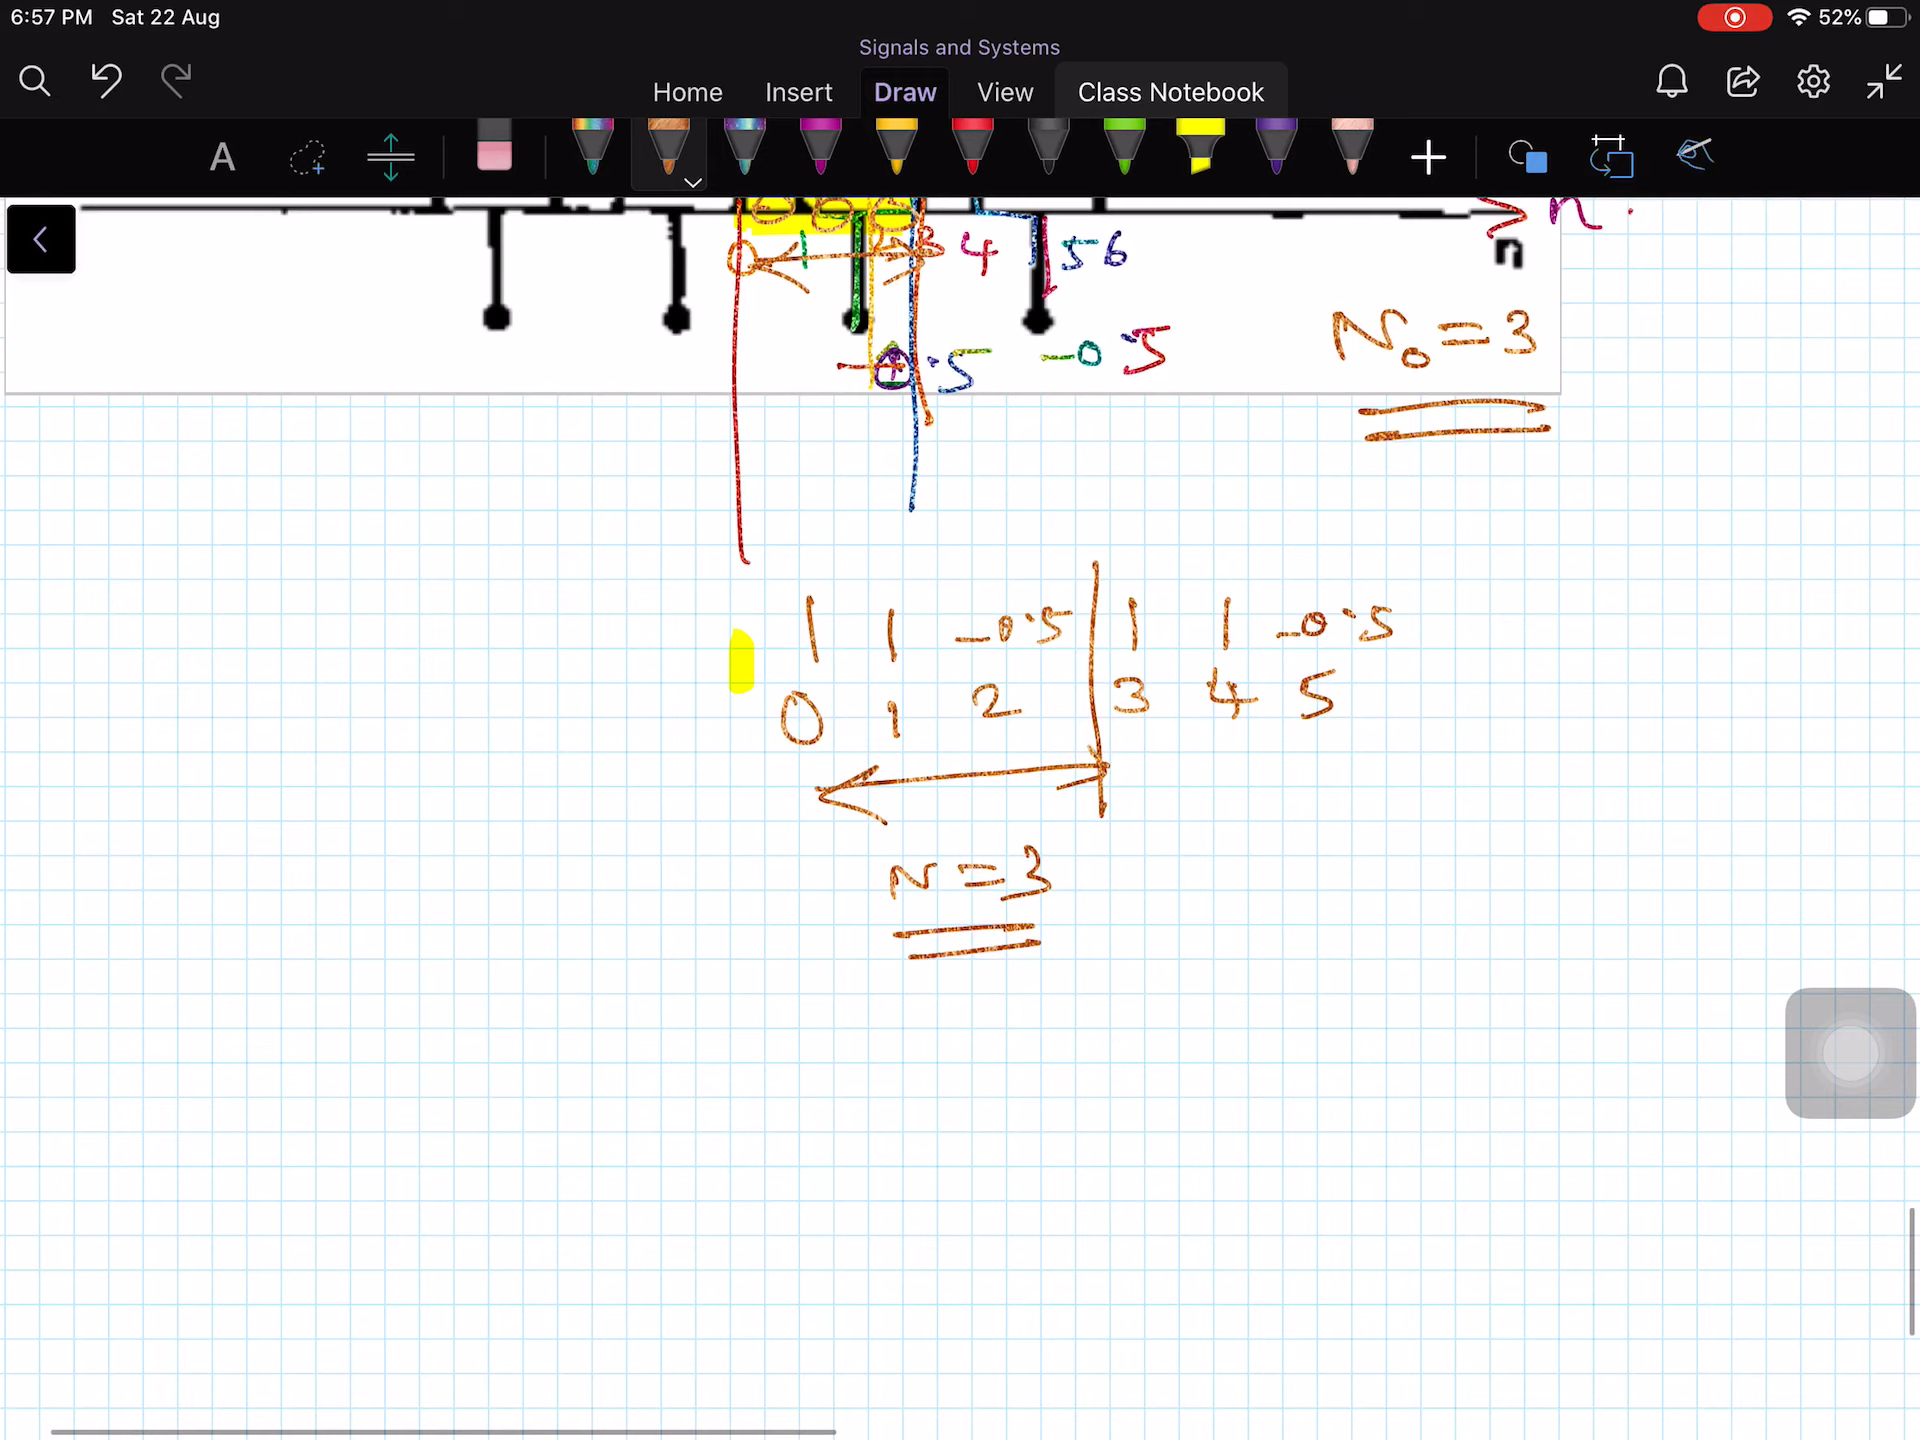 6:57 PM Sat 22 Aug 52%
Signals and Systems
Home Insert Draw View Class Notebook
A
n
1 3 4 5 6 n
N₀ = 3
-0.5 -0.5
1 1 -0.5 1 1 -0.5
0 1 2 3 4 5
N = 3